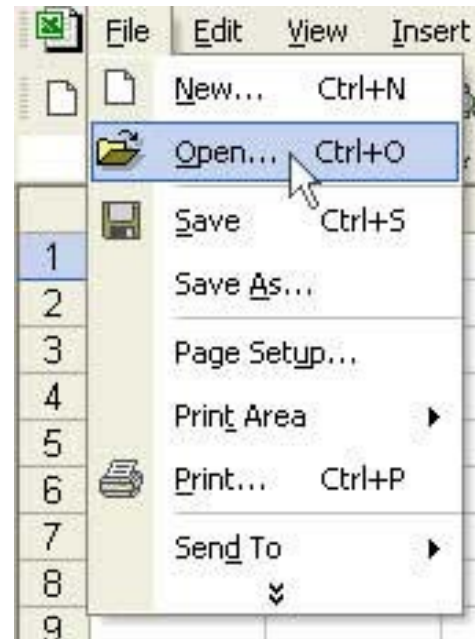 File Edit View Insert
New... Ctrl+N
Open... Ctrl+O
Save Ctrl+S
1
Save As...
2
3 Page Setup...
4
Print Area
5
6 Print... Ctrl+P
7
Send To
8
9